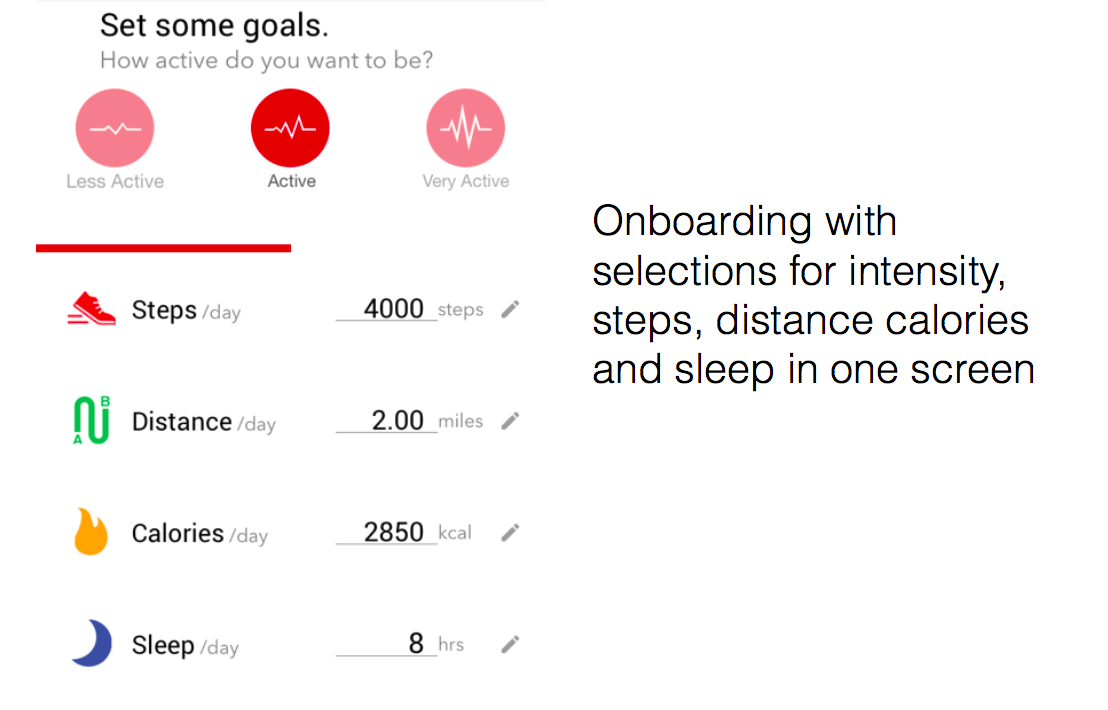 Set some goals.
How active do you want to be?
Less Active
Active
Very Active
Steps /day 4000 steps
B
A
Distance /day 2.00 miles
Calories /day 2850 kcal
Sleep /day 8 hrs
Onboarding with
selections for intensity,
steps, distance calories
and sleep in one screen